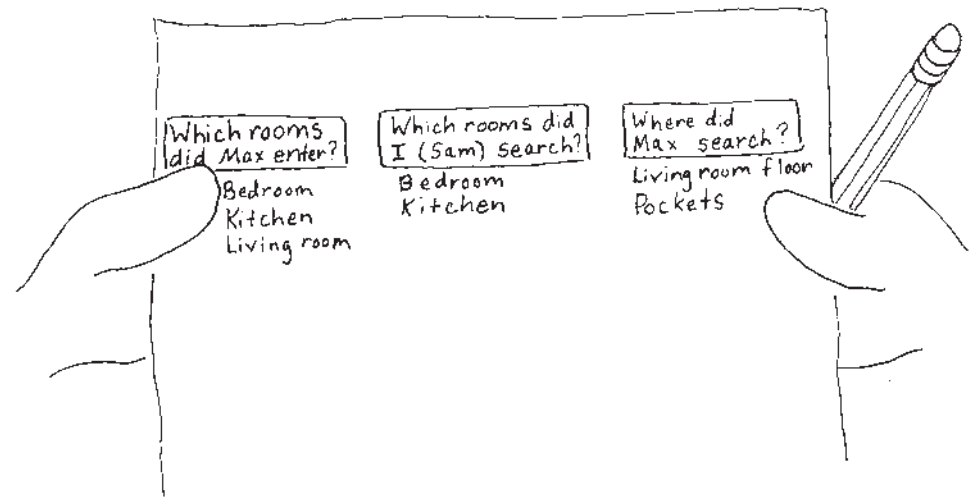 Which rooms
did Max enter?
Bedroom
Kitchen
Living room
Which rooms did
I (Sam) search?
Bedroom
Kitchen
Where did
Max search?
Living room floor
Pockets